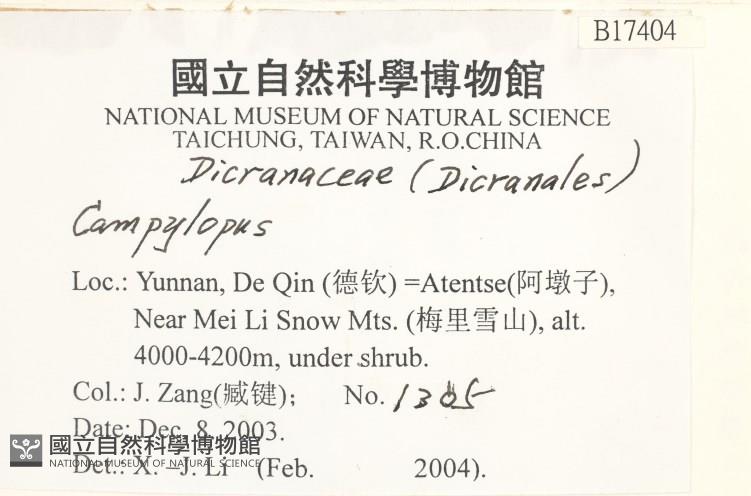 B17404
國立自然科學博物館
NATIONAL MUSEUM OF NATURAL SCIENCE
TAICHUNG, TAIWAN, R.O.CHINA
Dicranaceae (Dicranales)
Campylopus
Loc.: Yunnan, De Qin (德钦) =Atentse(阿墩子),
Near Mei Li Snow Mts. (梅里雪山), alt.
4000-4200m, under shrub.
Col.: J. Zang(臧键); No. 1305
Date: Dec. 8, 2003.
國立自然科學博物館
NATIONAL MUSEUM OF NATURAL SCIENCE
Det.: X. –J. Li (Feb. 2004).